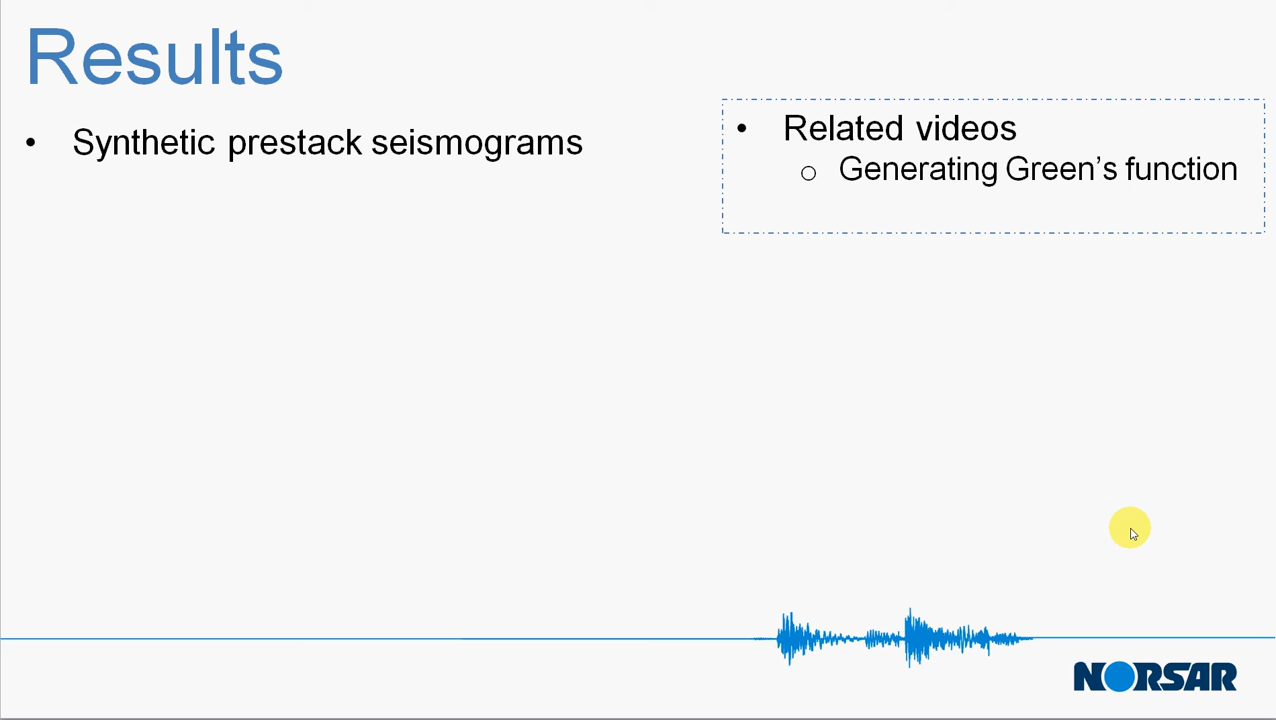 Results
• Synthetic prestack seismograms
• Related videos
o Generating Green’s function
NORSAR